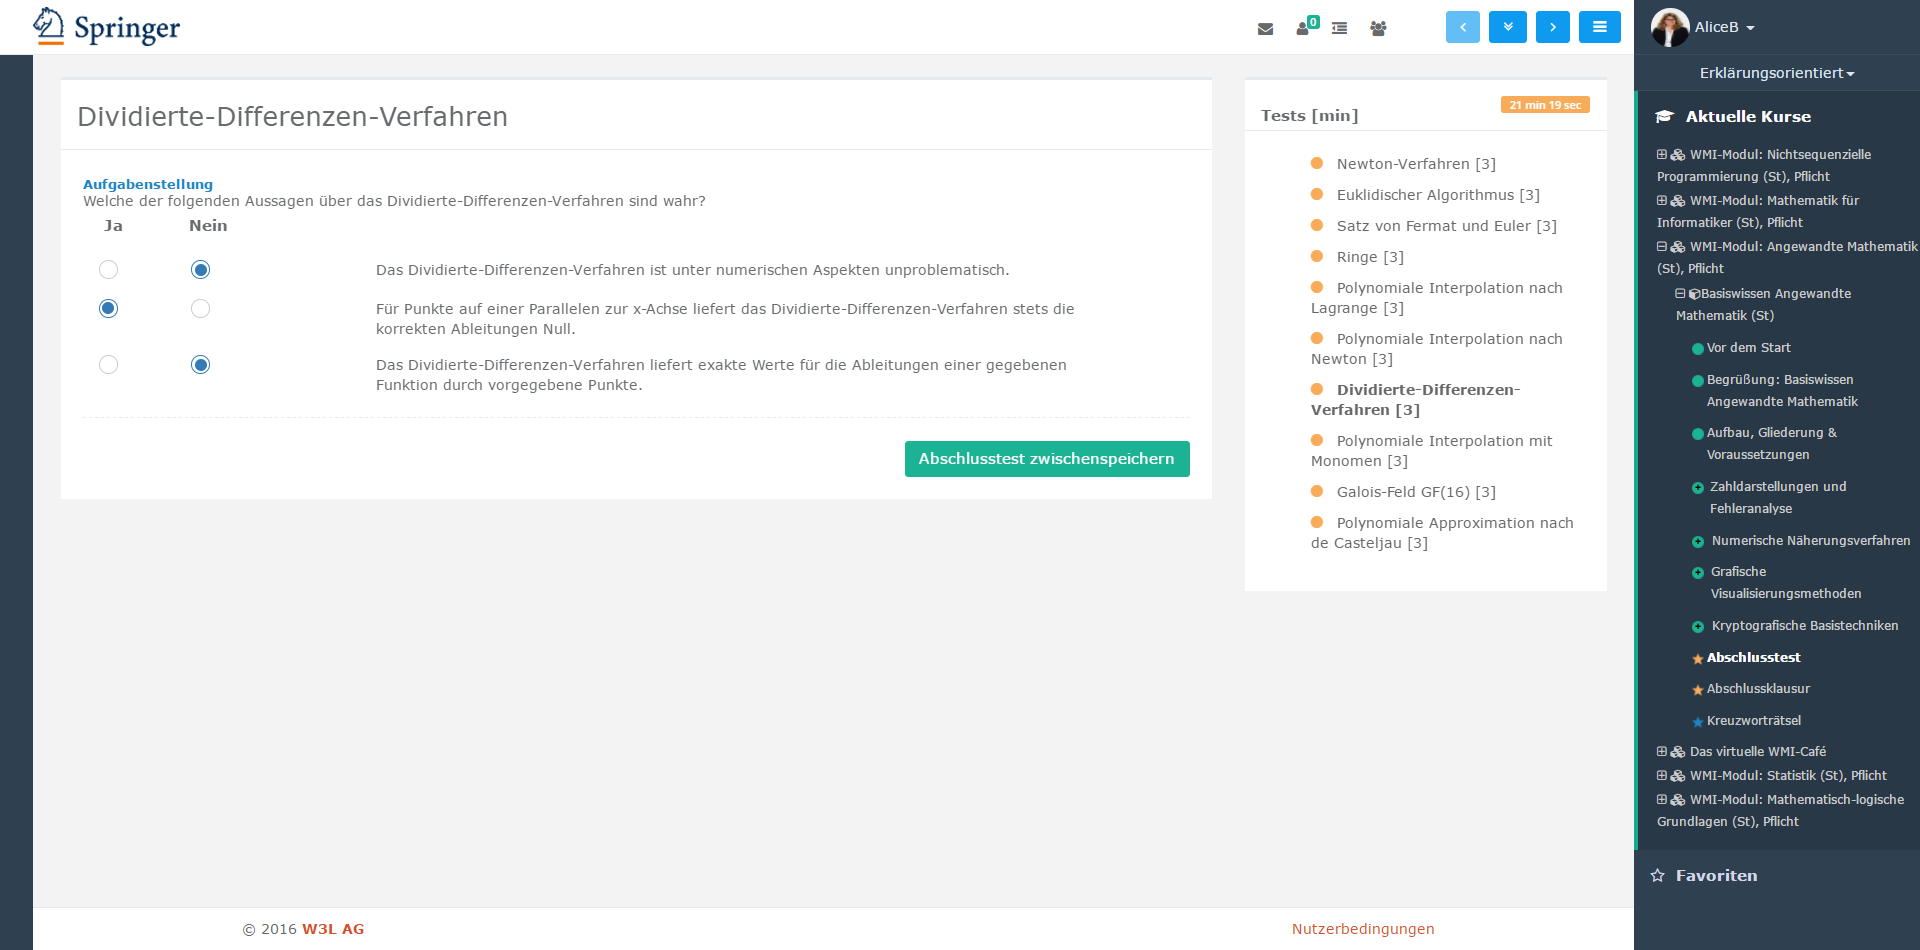 Springer
0
AliceB
Erklärungsorientiert
Dividierte-Differenzen-Verfahren
Aufgabenstellung
Welche der folgenden Aussagen über das Dividierte-Differenzen-Verfahren sind wahr?
Ja Nein
Das Dividierte-Differenzen-Verfahren ist unter numerischen Aspekten unproblematisch.
Für Punkte auf einer Parallelen zur x-Achse liefert das Dividierte-Differenzen-Verfahren stets die
korrekten Ableitungen Null.
Das Dividierte-Differenzen-Verfahren liefert exakte Werte für die Ableitungen einer gegebenen
Funktion durch vorgegebene Punkte.
Abschlusstest zwischenspeichern
21 min 19 sec
Tests [min]
Newton-Verfahren [3]
Euklidischer Algorithmus [3]
Satz von Fermat und Euler [3]
Ringe [3]
Polynomiale Interpolation nach
Lagrange [3]
Polynomiale Interpolation nach
Newton [3]
Dividierte-Differenzen-
Verfahren [3]
Polynomiale Interpolation mit
Monomen [3]
Galois-Feld GF(16) [3]
Polynomiale Approximation nach
de Casteljau [3]
Aktuelle Kurse
WMI-Modul: Nichtsequenzielle
Programmierung (St), Pflicht
WMI-Modul: Mathematik für
Informatiker (St), Pflicht
WMI-Modul: Angewandte Mathematik
(St), Pflicht
Basiswissen Angewandte
Mathematik (St)
Vor dem Start
Begrüßung: Basiswissen
Angewandte Mathematik
Aufbau, Gliederung &
Voraussetzungen
Zahldarstellungen und
Fehleranalyse
Numerische Näherungsverfahren
Grafische
Visualisierungsmethoden
Kryptografische Basistechniken
Abschlusstest
Abschlussklausur
Kreuzworträtsel
Das virtuelle WMI-Café
WMI-Modul: Statistik (St), Pflicht
WMI-Modul: Mathematisch-logische
Grundlagen (St), Pflicht
Favoriten
© 2016 W3L AG
Nutzerbedingungen